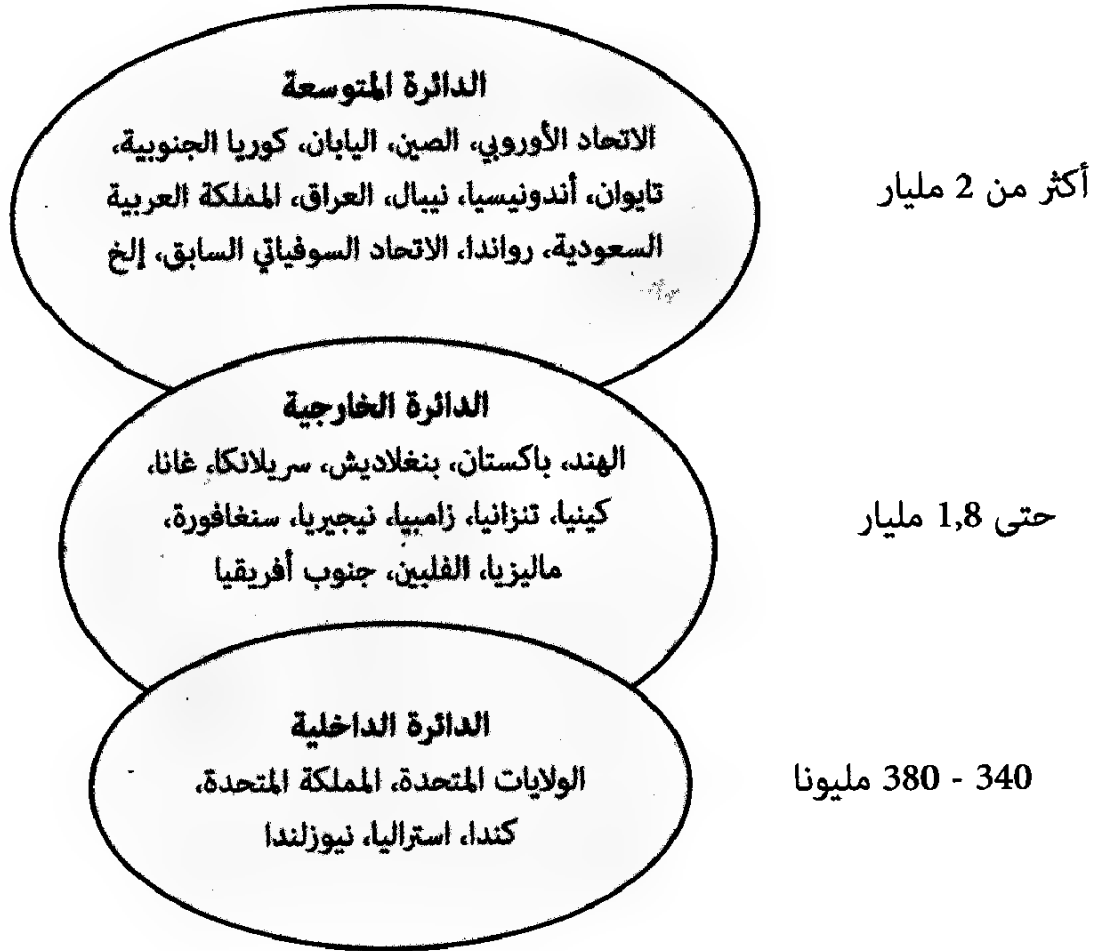 الدائرة المتوسعة
الاتحاد الأوروبي، الصين، اليابان، كوريا الجنوبية،
تايوان، أندونيسيا، نيبال، العراق، المملكة العربية
السعودية، رواندا، الاتحاد السوفياتي السابق، إلخ
أكثر من 2 مليار
الدائرة الخارجية
الهند، باكستان، بنغلاديش، سريلانكا، غانا،
كينيا، تنزانيا، زامبيا، نيجيريا، سنغافورة،
ماليزيا، الفلبين، جنوب أفريقيا
حتى 1,8 مليار
الدائرة الداخلية
الولايات المتحدة، المملكة المتحدة،
كندا، استراليا، نيوزلندا
340 - 380 مليونا